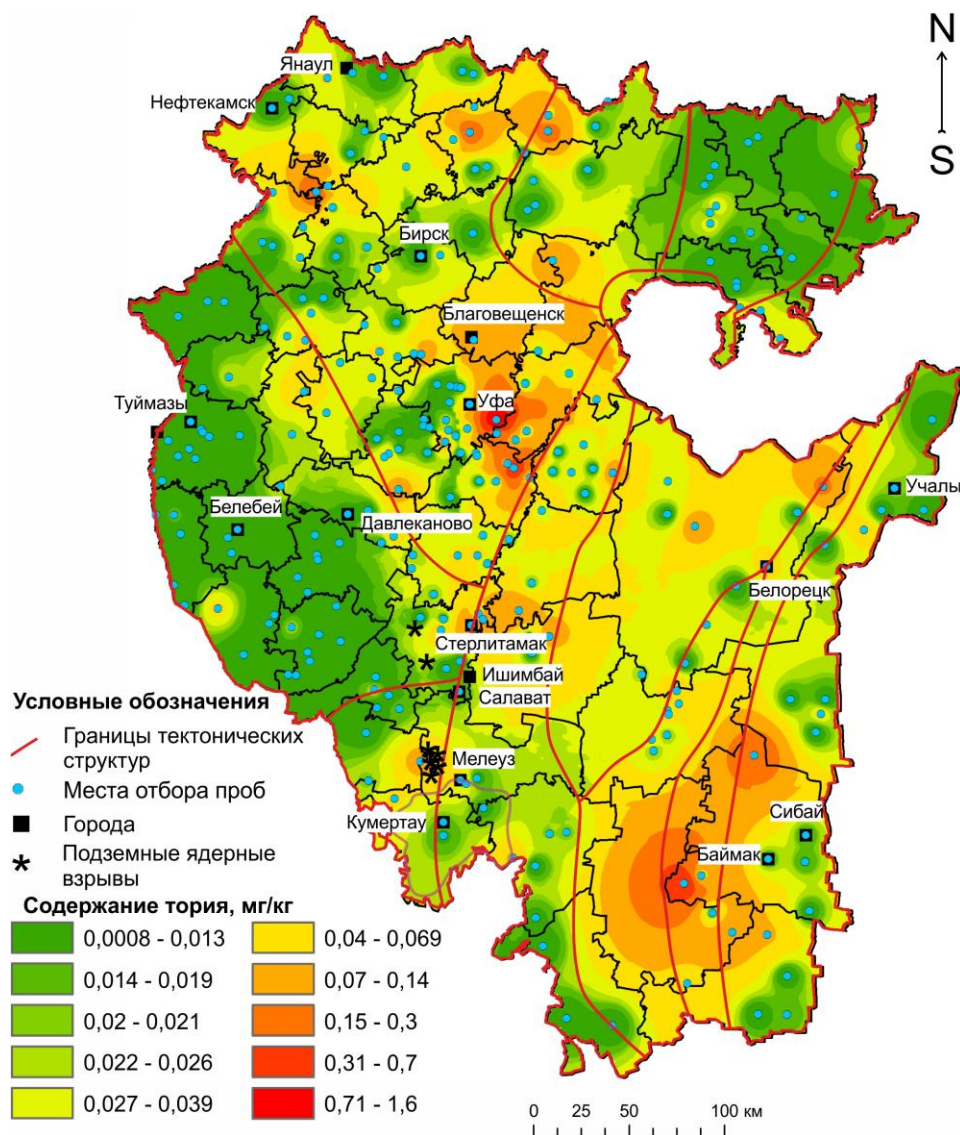 N
S
Янаул
Нефтекамск
Бирск
Благовещенск
Туймазы
Уфа
Учалы
Белебей
Давлеканово
Белорецк
Стерлитамак
Ишимбай
Салават
Мелеуз
Кумертау
Сибай
Баймак
Условные обозначения
Границы тектонических
структур
Места отбора проб
Города
Подземные ядерные
взрывы
Содержание тория, мг/кг
0,0008 - 0,013
0,014 - 0,019
0,02 - 0,021
0,022 - 0,026
0,027 - 0,039
0,04 - 0,069
0,07 - 0,14
0,15 - 0,3
0,31 - 0,7
0,71 - 1,6
0 25 50 100 км